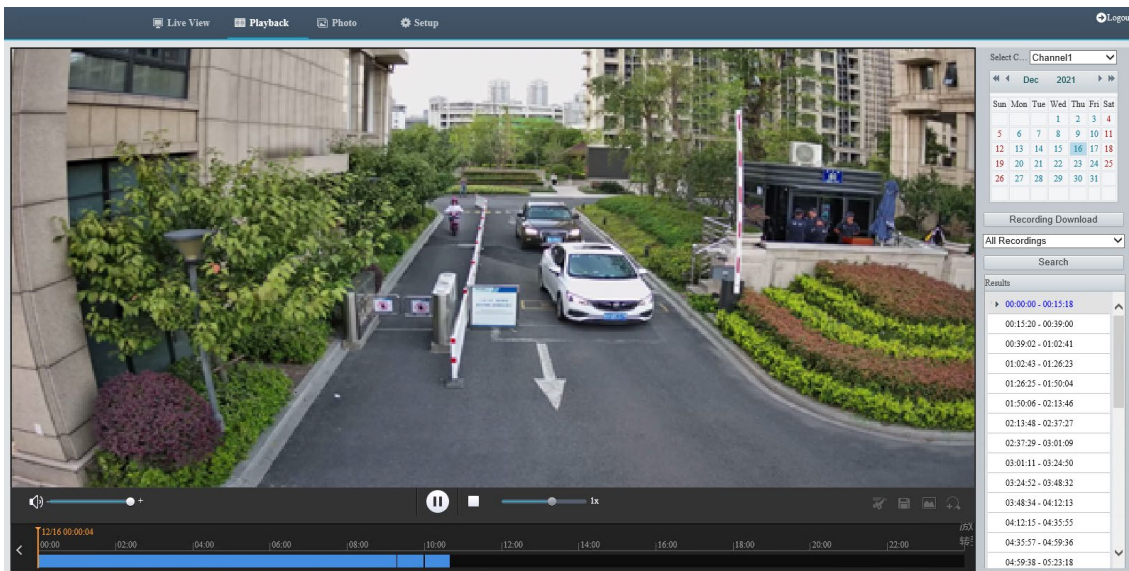 Live View Playback Photo Setup Logou
Select C... Channel1
Dec 2021
Sun Mon Tue Wed Thu Fri Sat
1 2 3 4
5 6 7 8 9 10 11
12 13 14 15 16 17 18
19 20 21 22 23 24 25
26 27 28 29 30 31
Recording Download
All Recordings
Search
Results
00:00:00 - 00:15:18
00:15:20 - 00:39:00
00:39:02 - 01:02:41
01:02:43 - 01:26:23
01:26:25 - 01:50:04
01:50:06 - 02:13:46
02:13:48 - 02:37:27
02:37:29 - 03:01:09
03:01:11 - 03:24:50
03:24:52 - 03:48:32
03:48:34 - 04:12:13
04:12:15 - 04:35:55
04:35:57 - 04:59:36
04:59:38 - 05:23:18
+ 1x
12/16 00:00:04
00:00 02:00 04:00 06:00 08:00 10:00 12:00 14:00 16:00 18:00 20:00 22:00